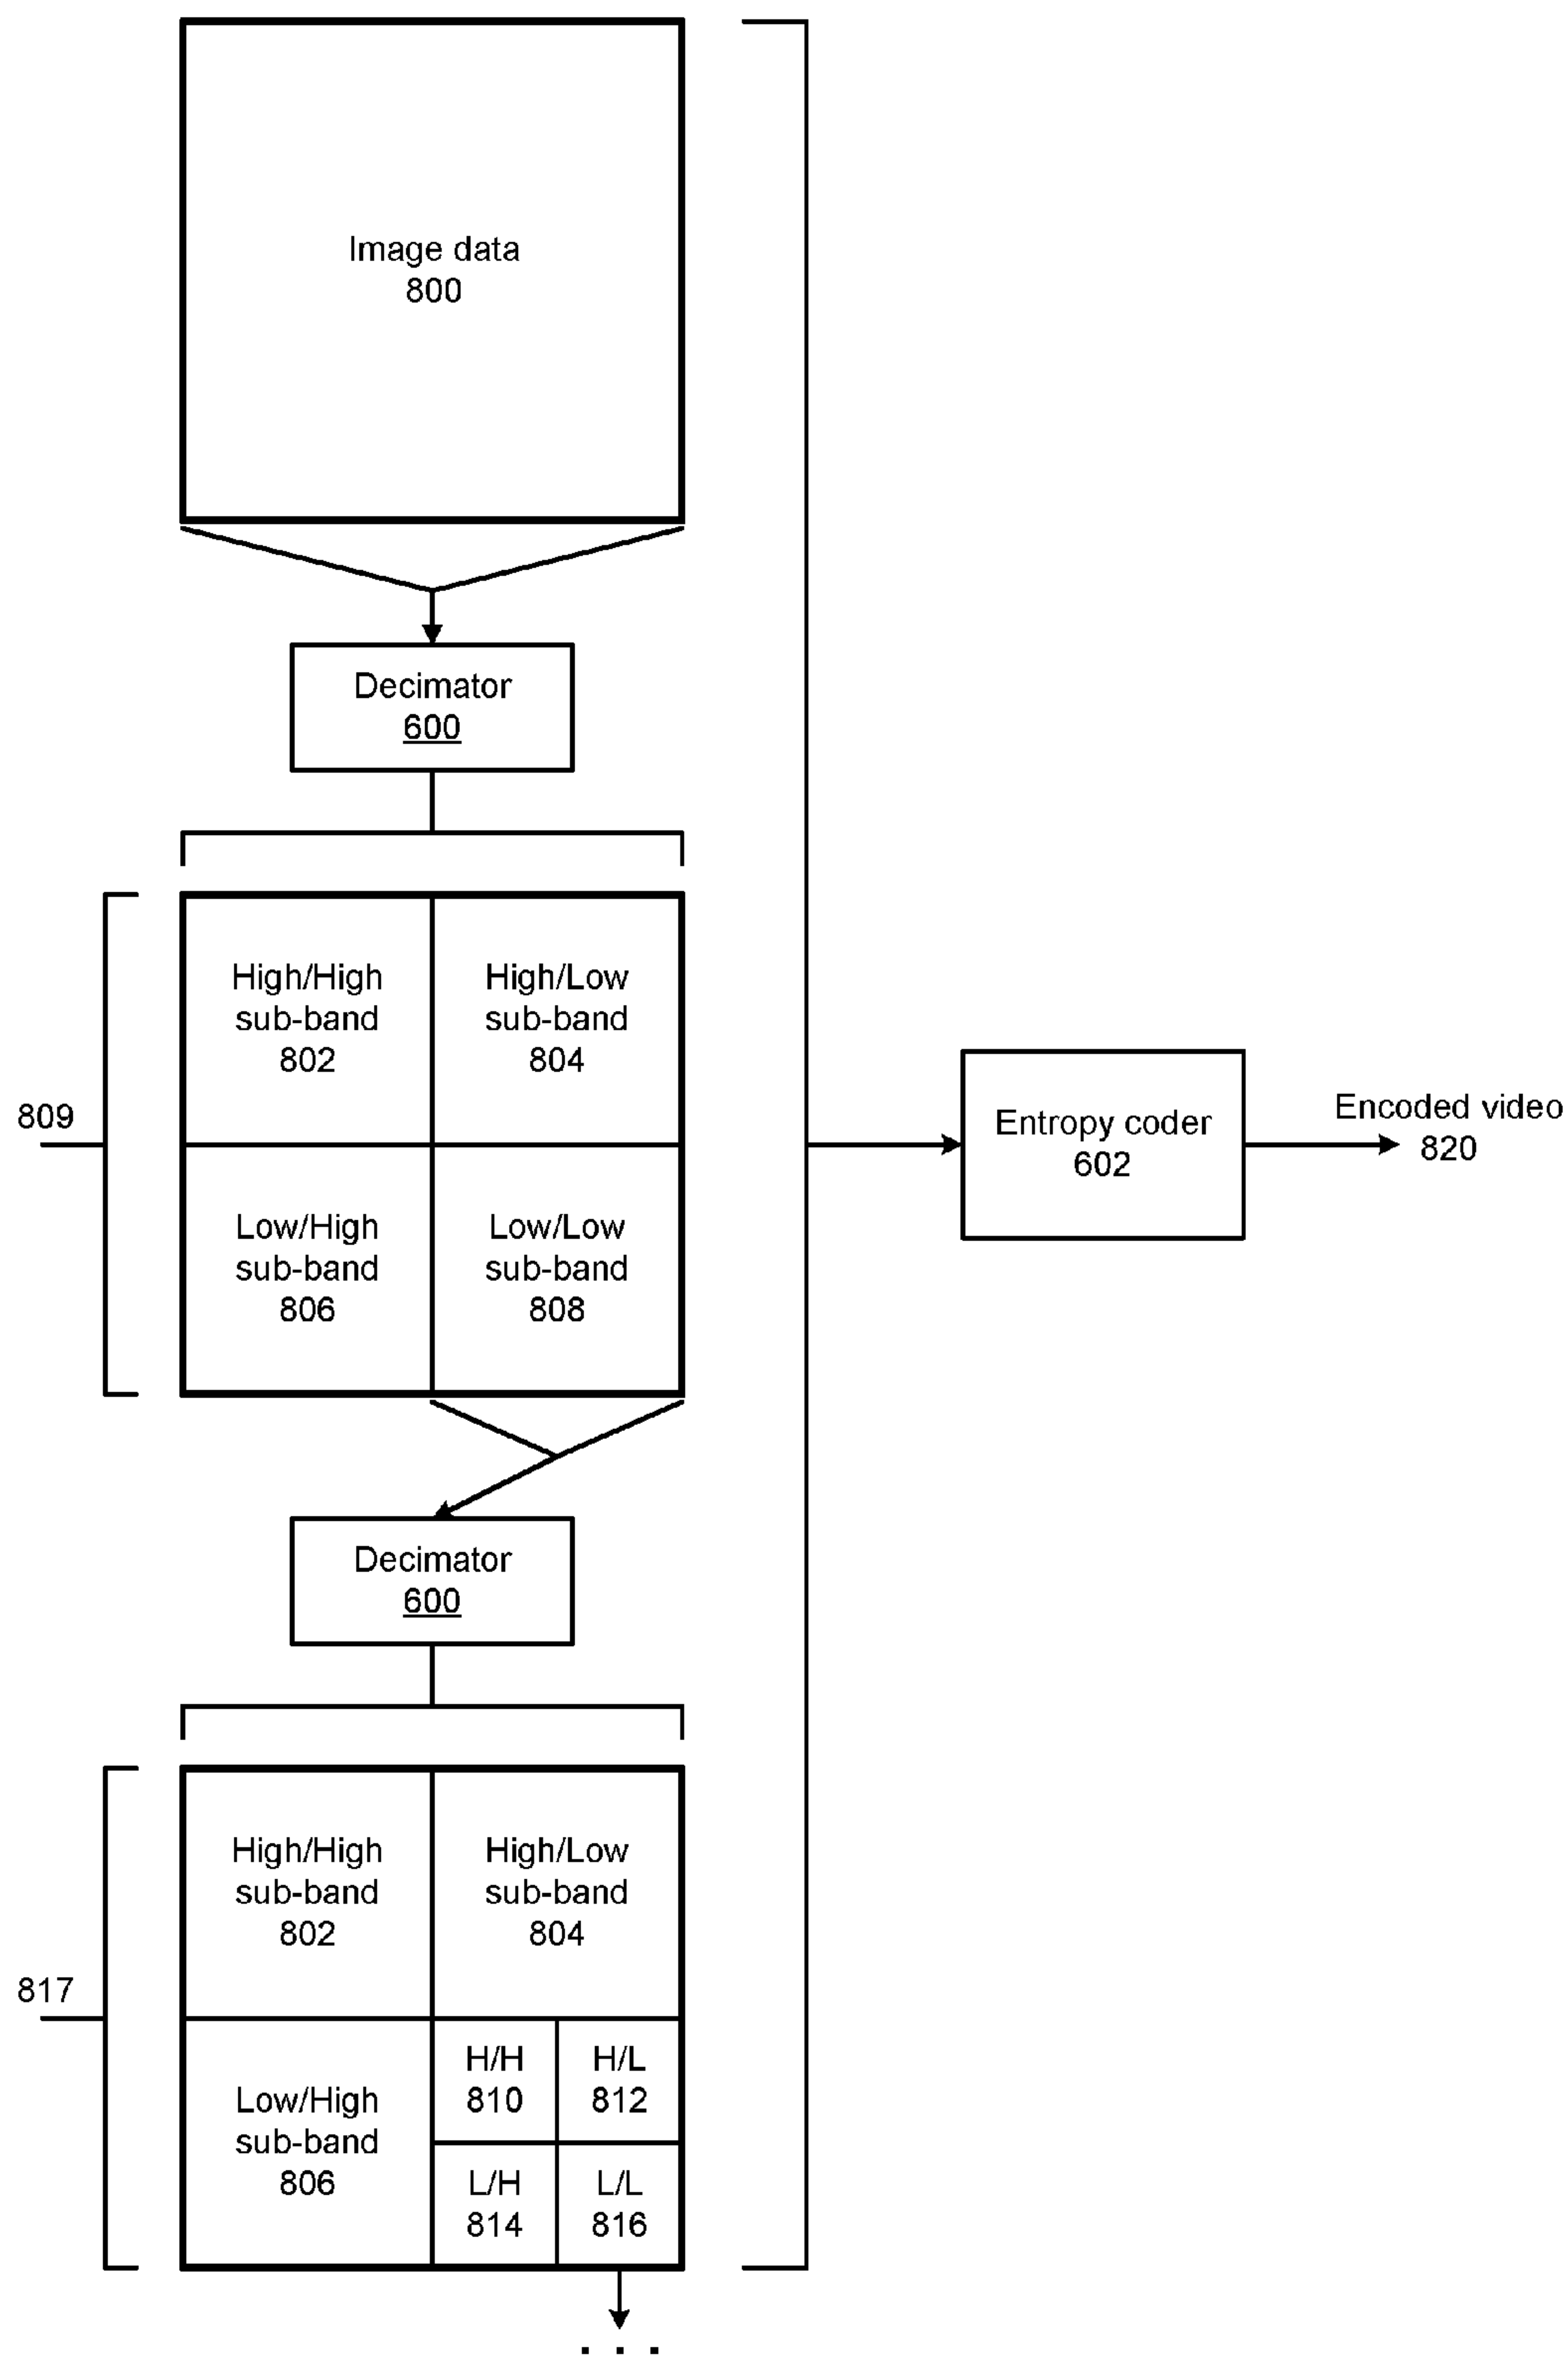 Image data
800
Decimator
600
High/High
sub-band
802
High/Low
sub-band
804
809
Low/High
sub-band
806
Low/Low
sub-band
808
Entropy coder
602
Encoded video
820
Decimator
600
High/High
sub-band
802
High/Low
sub-band
804
817
Low/High
sub-band
806
H/H
810
H/L
812
L/H
814
L/L
816
. . .